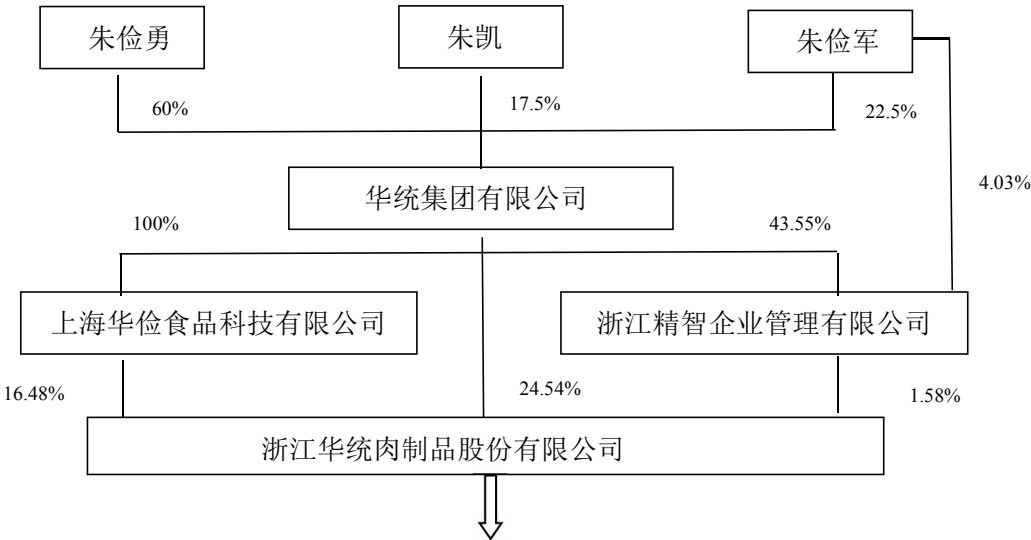 朱俭勇
朱凯
朱俭军
60%
17.5%
22.5%
4.03%
华统集团有限公司
100%
43.55%
上海华俭食品科技有限公司
浙江精智企业管理有限公司
16.48%
24.54%
1.58%
浙江华统肉制品股份有限公司